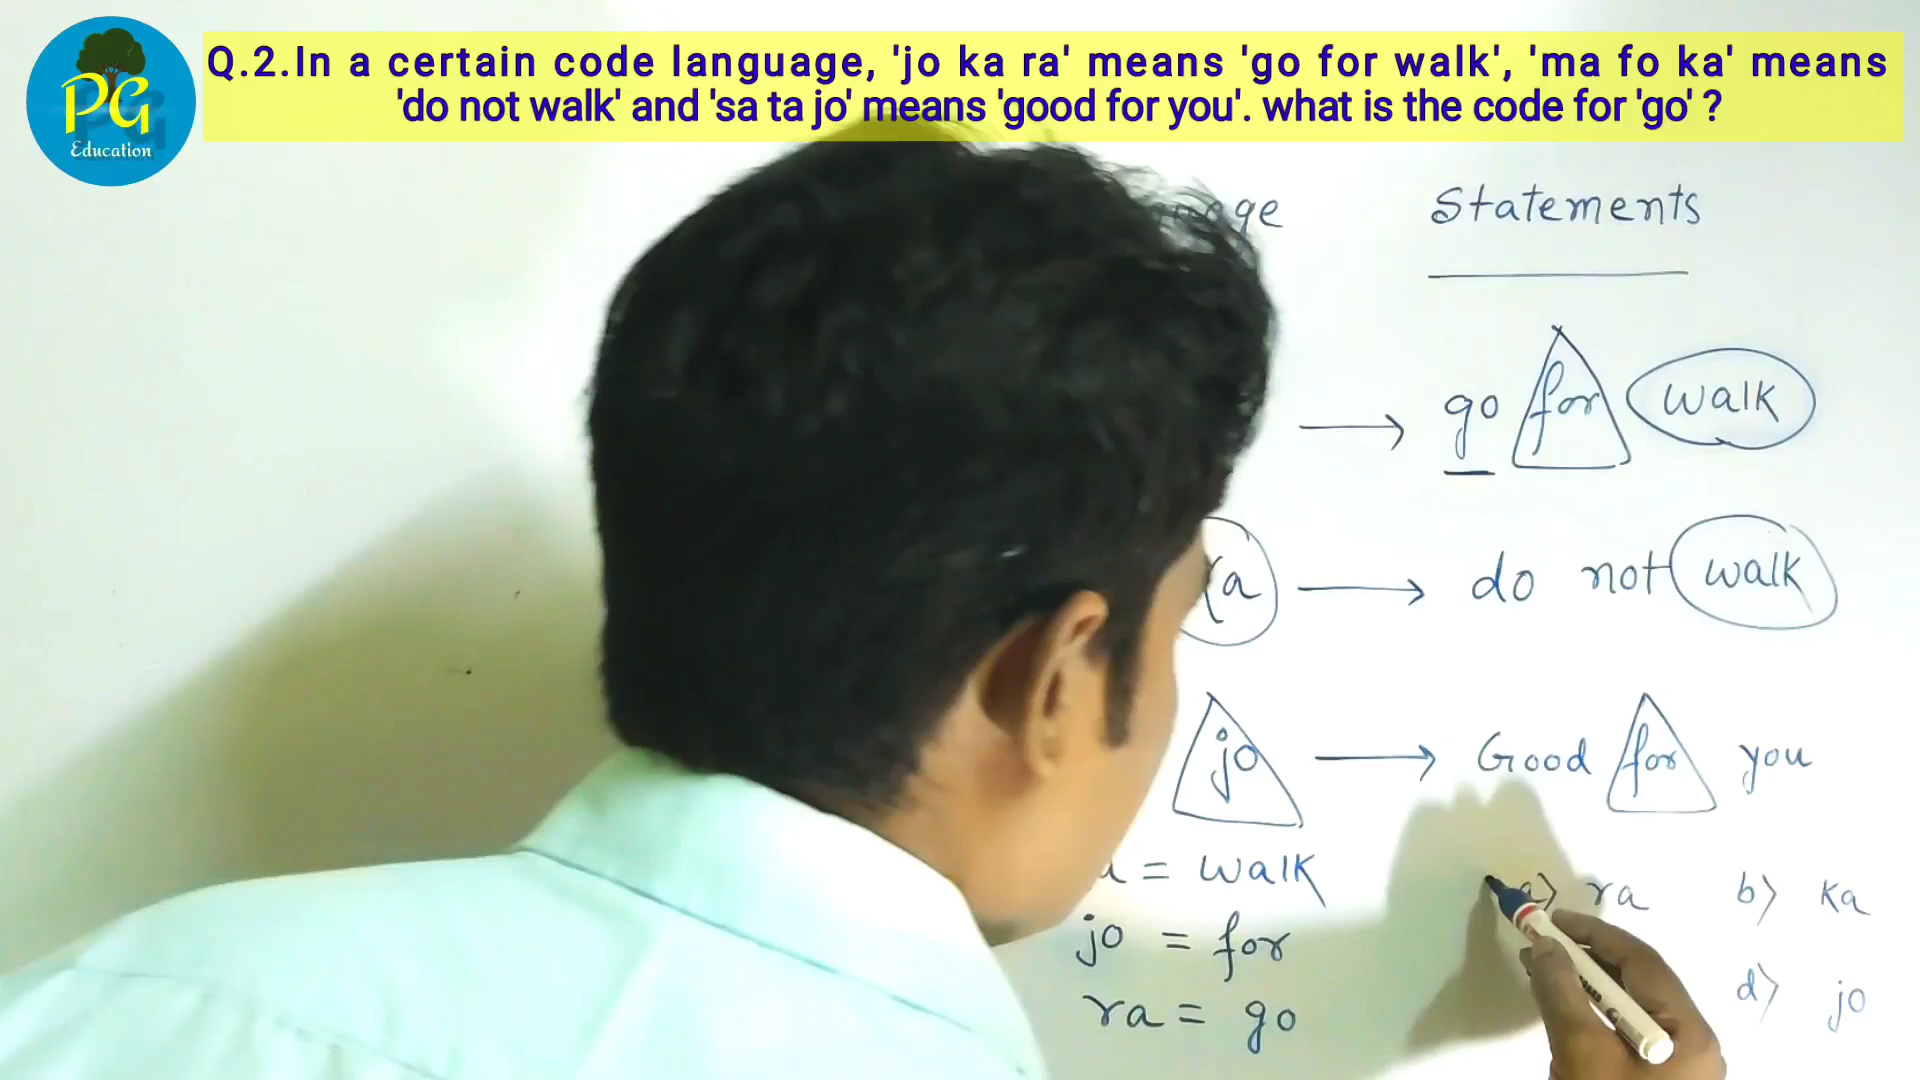 PG
Education
Q.2.In a certain code language, 'jo ka ra' means 'go for walk', 'ma fo ka' means
'do not walk' and 'sa ta jo' means 'good for you'. what is the code for 'go' ?
Statements
go for walk
do not walk
jo Good for you
= walk
a) ra b) ka
jo = for
d) jo
ra = go